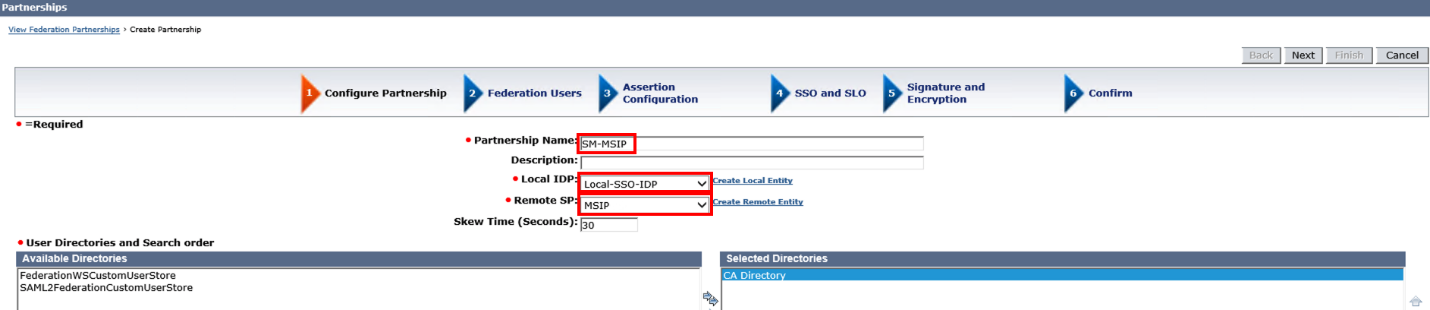 Partnerships
View Federation Partnerships > Create Partnership
Back Next Finish Cancel
1 Configure Partnership 2 Federation Users 3 Assertion Configuration 4 SSO and SLO 5 Signature and Encryption 6 Confirm
• =Required
• Partnership Name: SM-MSIP
Description:
• Local IDP: Local-SSO-IDP Create Local Entity
• Remote SP: MSIP Create Remote Entity
Skew Time (Seconds): 30
• User Directories and Search order
Available Directories Selected Directories
FederationWSCustomUserStore CA Directory
SAML2FederationCustomUserStore